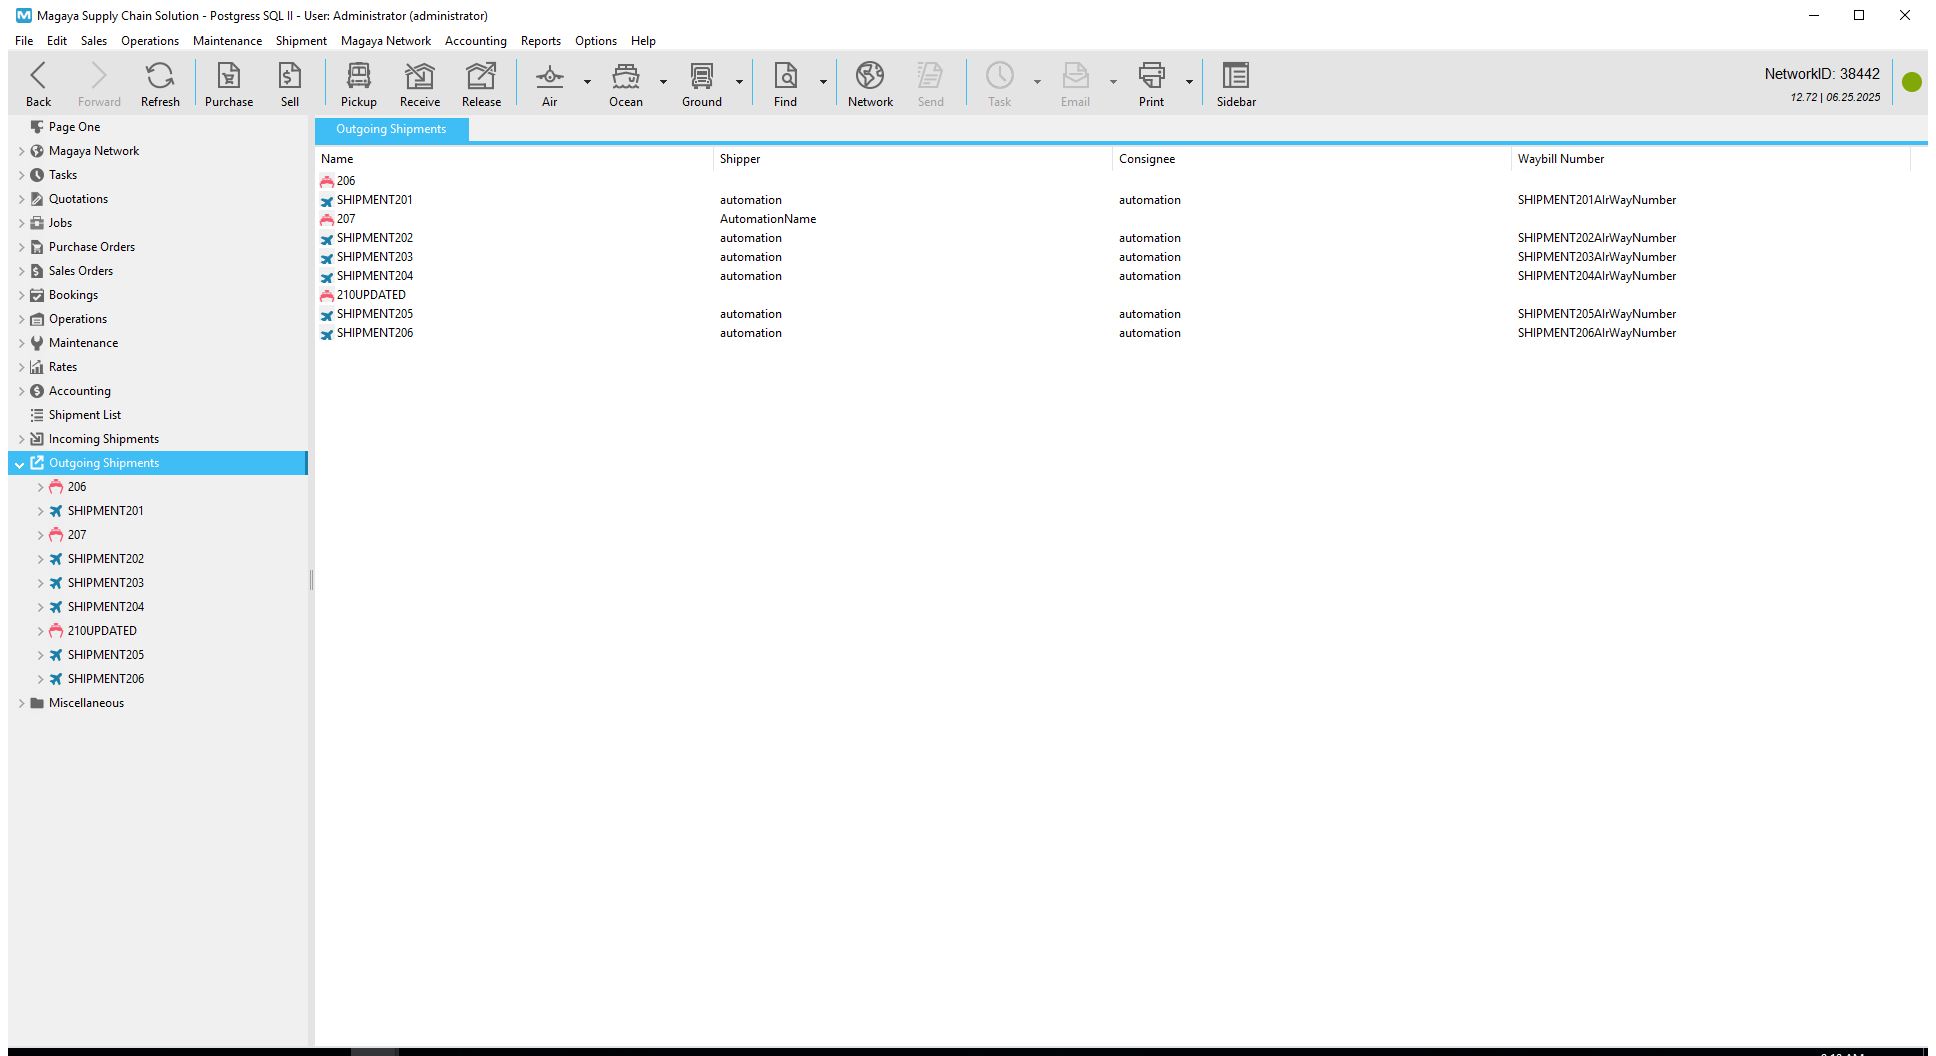 Magaya Supply Chain Solution - Postgress SQL II - User: Administrator (administrator)
File Edit Sales Operations Maintenance Shipment Magaya Network Accounting Reports Options Help
Back Forward Refresh Purchase Sell Pickup Receive Release Air Ocean Ground Find Network Send Task Email Print Sidebar
NetworkID: 38442
12.72 | 06.25.2025
Page One
Magaya Network
Tasks
Quotations
Jobs
Purchase Orders
Sales Orders
Bookings
Operations
Maintenance
Rates
Accounting
Shipment List
Incoming Shipments
Outgoing Shipments
206
SHIPMENT201
207
SHIPMENT202
SHIPMENT203
SHIPMENT204
210UPDATED
SHIPMENT205
SHIPMENT206
Miscellaneous
Outgoing Shipments
Name Shipper Consignee Waybill Number
206
SHIPMENT201 automation automation SHIPMENT201AIrWayNumber
207 AutomationName
SHIPMENT202 automation automation SHIPMENT202AIrWayNumber
SHIPMENT203 automation automation SHIPMENT203AIrWayNumber
SHIPMENT204 automation automation SHIPMENT204AIrWayNumber
210UPDATED
SHIPMENT205 automation automation SHIPMENT205AIrWayNumber
SHIPMENT206 automation automation SHIPMENT206AIrWayNumber